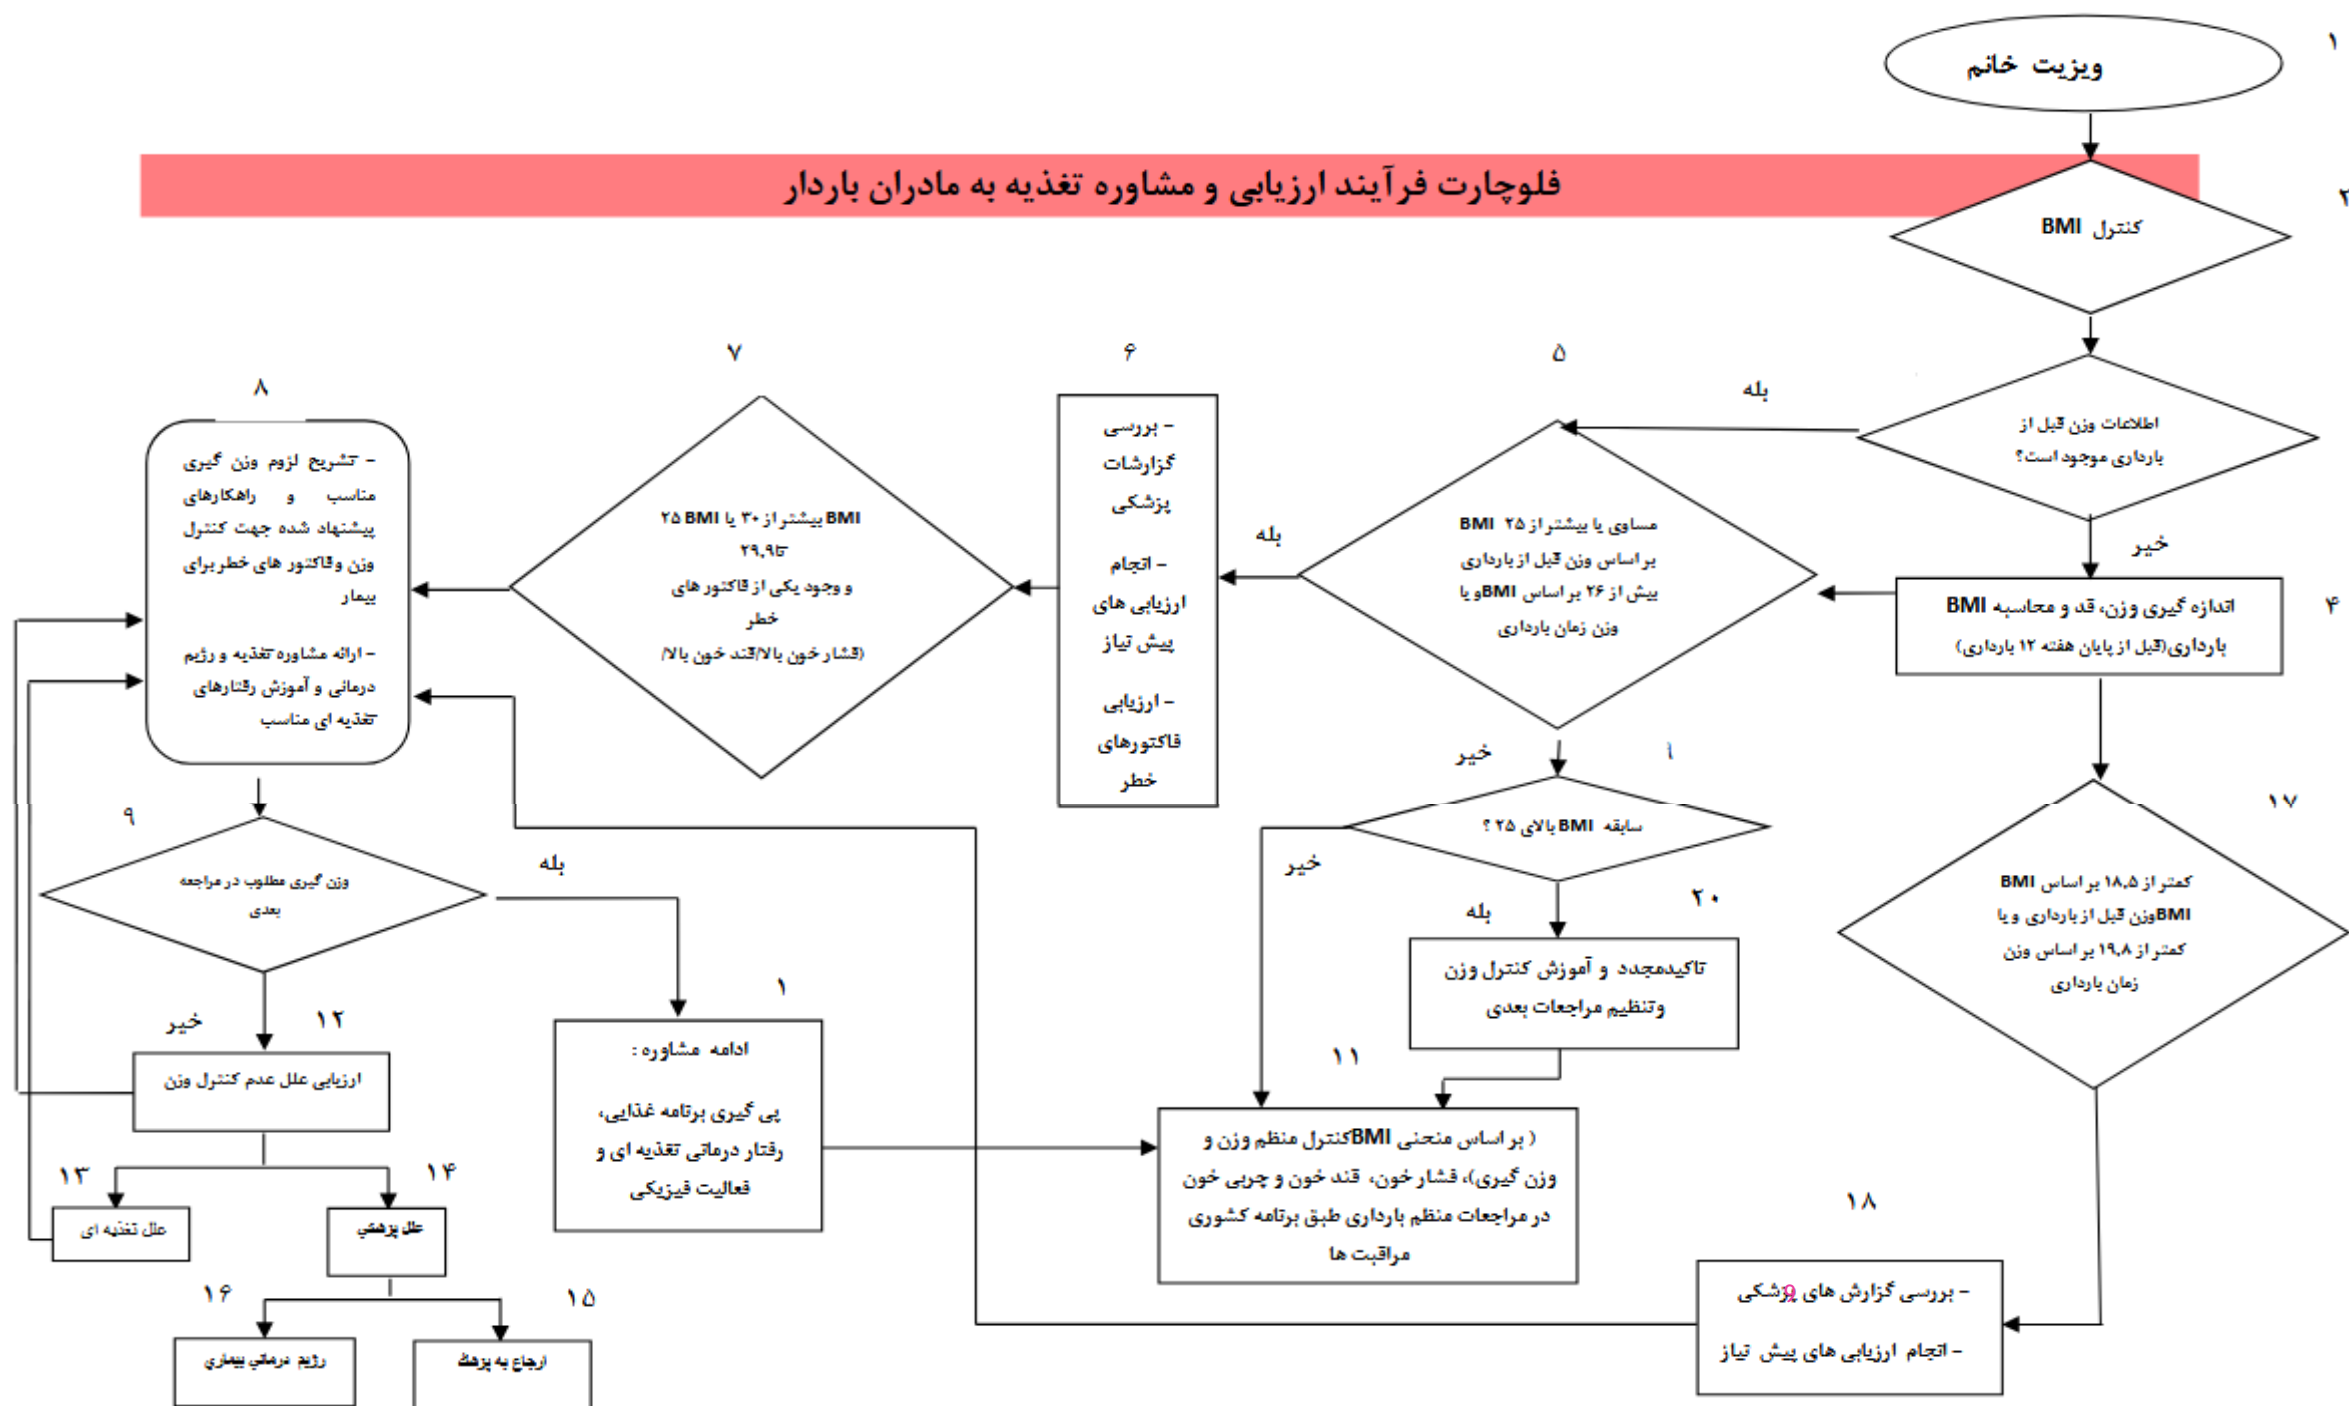 ۱
ویزیت خانم
فلوچارت فرآیند ارزیابی و مشاوره تغذیه به مادران باردار
۲
کنترل BMI
اطلاعات وزن قبل از
بارداری موجود است؟
بله
خیر
۴
اندازه گیری وزن، قد و محاسبه BMI
بارداری(قبل از پایان هفته ۱۲ بارداری)
۵
مساوی یا بیشتر از ۲۵ BMI
بر اساس وزن قبل از بارداری
بیش از ۲۶ بر اساس BMIو یا
وزن زمان بارداری
بله
خیر
۶
- بررسی
گزارشات
پزشکی
- انجام
ارزیابی های
پیش نیاز
- ارزیابی
فاکتورهای
خطر
۷
BMI بیشتر از ۳۰ یا BMI ۲۵
تا۲۹,۹
و وجود یکی از فاکتور های
خطر
(فشار خون بالا/قند خون بالا/
۸
- تشریح لزوم وزن گیری
مناسب و راهکارهای
پیشنهاد شده جهت کنترل
وزن وفاکتور های خطر برای
بیمار
- ارائه مشاوره تغذیه و رژیم
درمانی و آموزش رفتارهای
تغذیه ای مناسب
۹
وزن گیری مطلوب در مراجعه
بعدی
بله
خیر
۱
ادامه مشاوره :
پی گیری برنامه غذایی،
رفتار درمانی تغذیه ای و
فعالیت فیزیکی
۱۲
ارزیابی علل عدم کنترل وزن
۱۳
علل تغذیه ای
۱۴
علل پزشکي
۱۵
ارجاع به پزشك
۱۶
رژیم درماني بیماري
سابقه BMI بالای ۲۵ ؟
خیر
بله
۲۰
تاکیدمجدد و آموزش کنترل وزن
وتنظیم مراجعات بعدی
۱۱
( بر اساس منحنی BMIکنترل منظم وزن و
وزن گیری)، فشار خون، قند خون و چربی خون
در مراجعات منظم بارداری طبق برنامه کشوری
مراقبت ها
۱۷
کمتر از ۱۸,۵ بر اساس BMI
BMIوزن قبل از بارداری و یا
کمتر از ۱۹,۸ بر اساس وزن
زمان بارداری
۱۸
- بررسی گزارش های پزشکی
- انجام ارزیابی های پیش نیاز